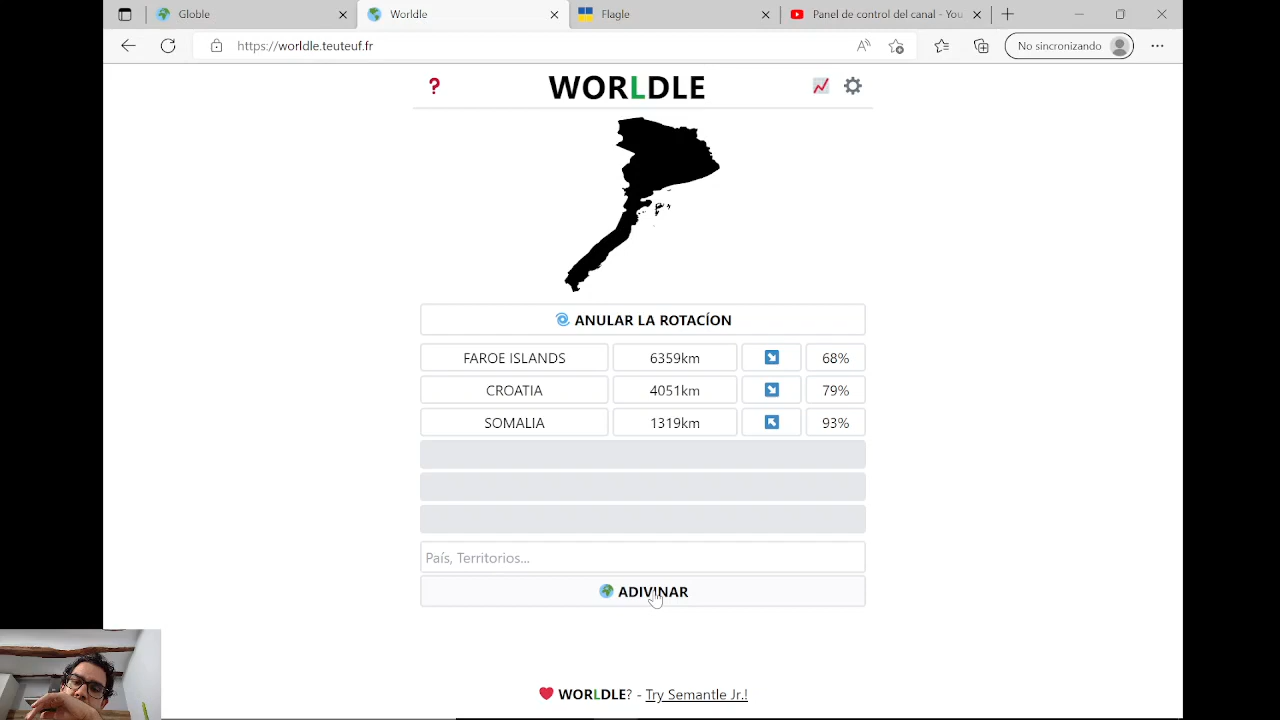 Globle
Worldle
Flagle
Panel de control del canal - You
https://worldle.teuteuf.fr
No sincronizando
?
WORLDLE
ANULAR LA ROTACÍON
FAROE ISLANDS 6359km 68%
CROATIA 4051km 79%
SOMALIA 1319km 93%
País, Territorios...
ADIVINAR
WORLDLE? - Try Semantle Jr.!